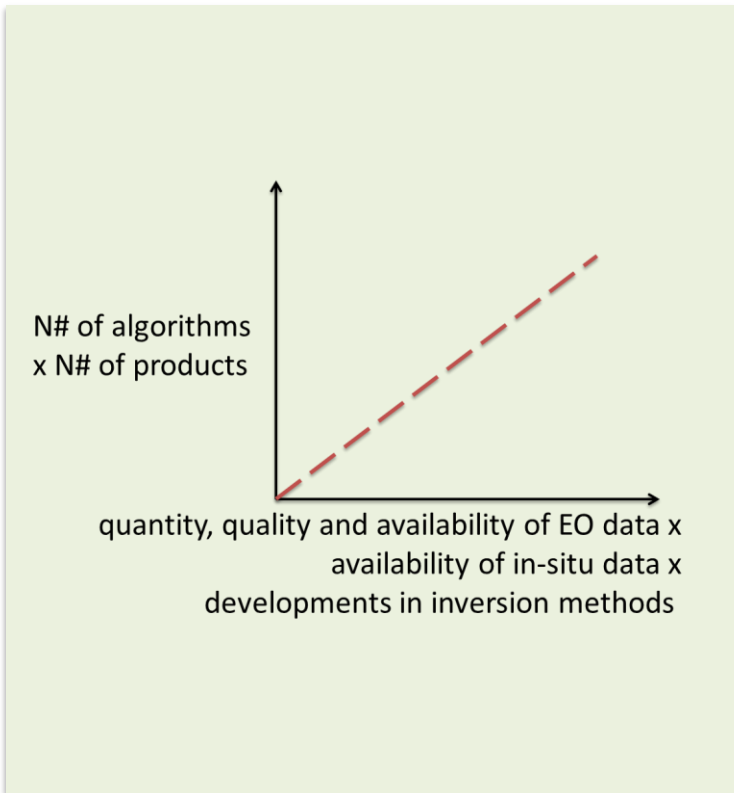 N# of algorithms
x N# of products
quantity, quality and availability of EO data x
availability of in-situ data x
developments in inversion methods